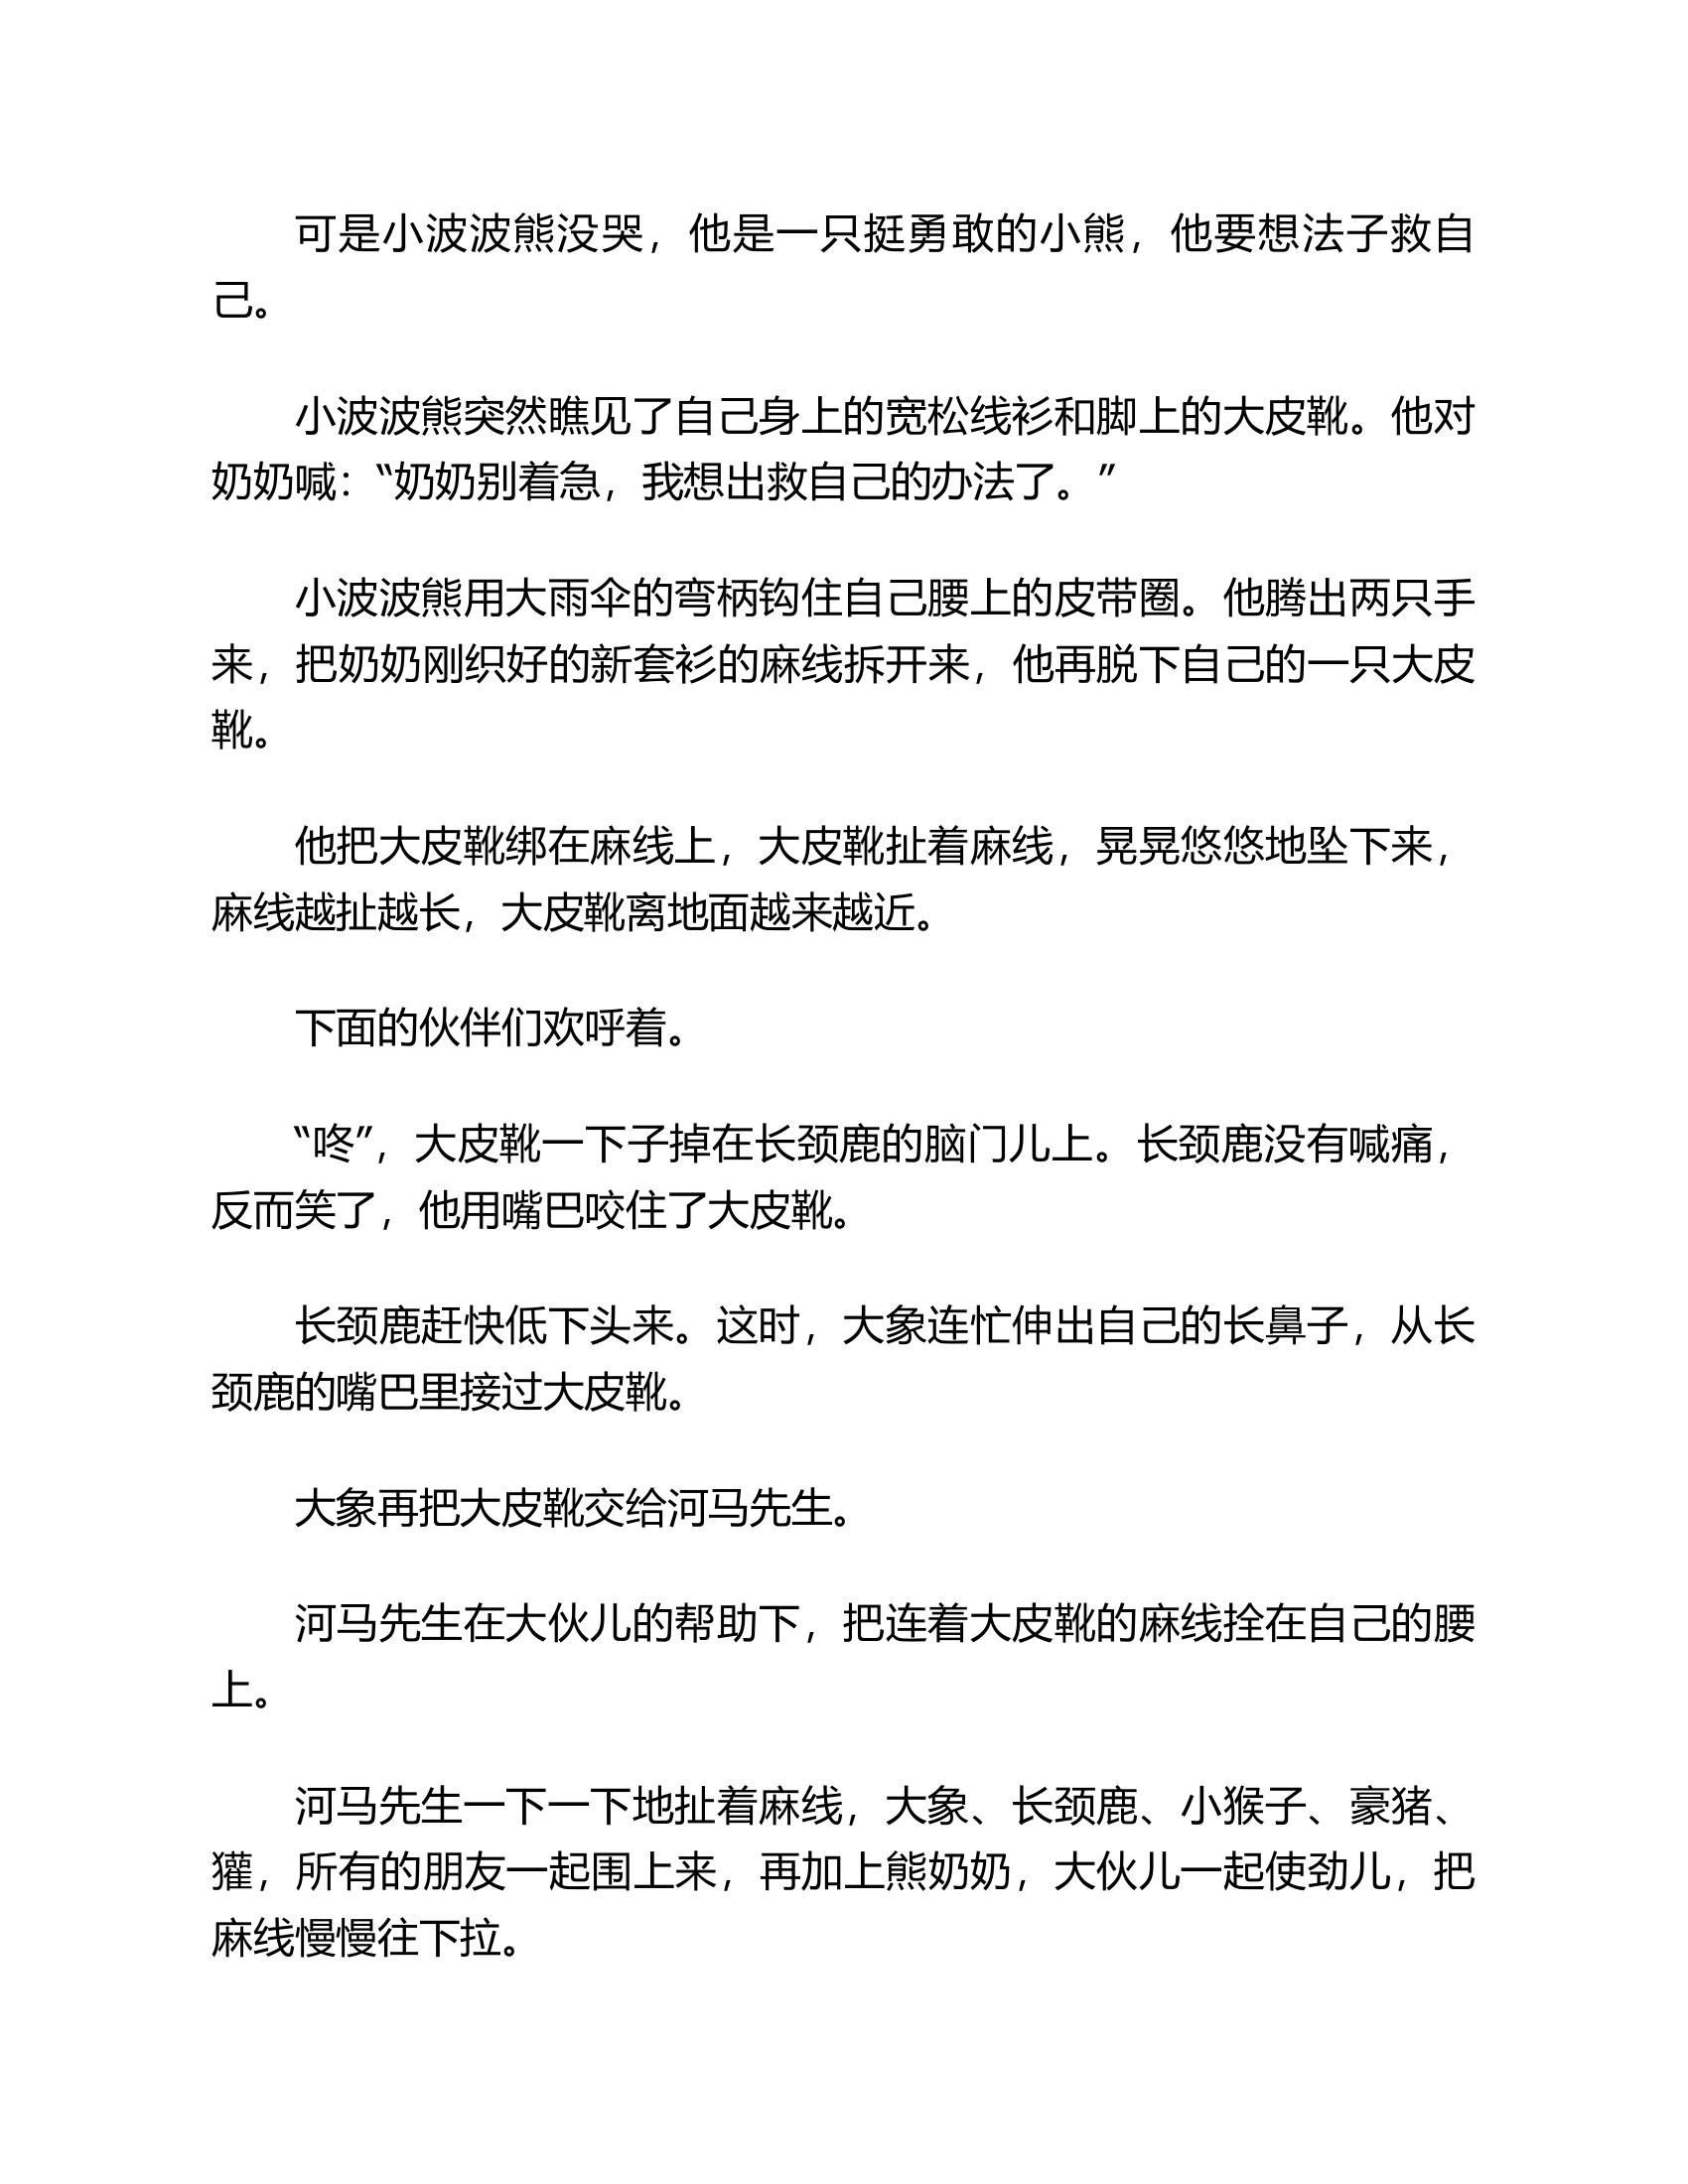 可是小波波熊没哭，他是一只挺勇敢的小熊，他要想法子救自
己。
小波波熊突然瞧见了自己身上的宽松线衫和脚上的大皮靴。他对
奶奶喊：“奶奶别着急，我想出救自己的办法了。”
小波波熊用大雨伞的弯柄钩住自己腰上的皮带圈。他腾出两只手
来，把奶奶刚织好的新套衫的麻线拆开来，他再脱下自己的一只大皮
靴。
他把大皮靴绑在麻线上，大皮靴扯着麻线，晃晃悠悠地坠下来，
麻线越扯越长，大皮靴离地面越来越近。
下面的伙伴们欢呼着。
“咚”，大皮靴一下子掉在长颈鹿的脑门儿上。长颈鹿没有喊痛，
反而笑了，他用嘴巴咬住了大皮靴。
长颈鹿赶快低下头来。这时，大象连忙伸出自己的长鼻子，从长
颈鹿的嘴巴里接过大皮靴。
大象再把大皮靴交给河马先生。
河马先生在大伙儿的帮助下，把连着大皮靴的麻线拴在自己的腰
上。
河马先生一下一下地扯着麻线，大象、长颈鹿、小猴子、豪猪、
獾，所有的朋友一起围上来，再加上熊奶奶，大伙儿一起使劲儿，把
麻线慢慢往下拉。